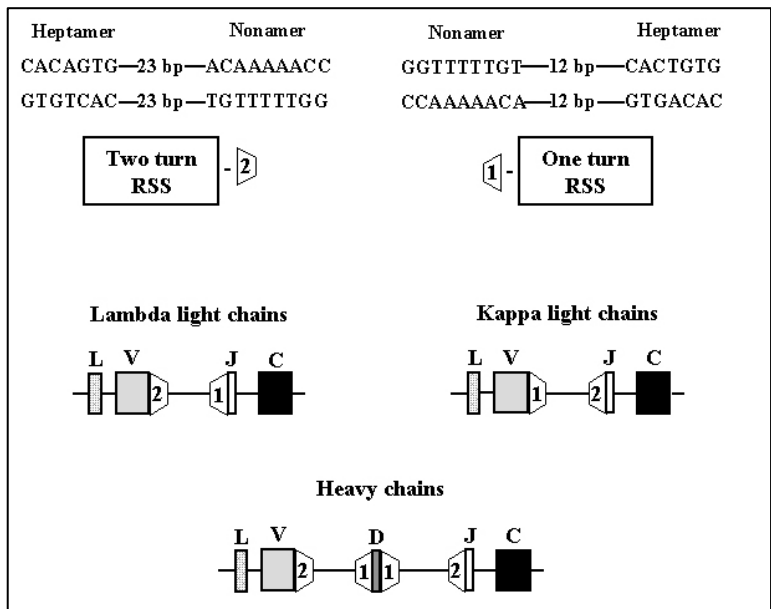 Heptamer Nonamer
CACAGTG—23 bp—ACAAAAACC
GTGTCAC—23 bp—TGTTTTTGG
Two turn
RSS
- 2
Nonamer Heptamer
GGTTTTTGT—12 bp—CACTGTG
CCAAAAACA—12 bp—GTGACAC
1 -
One turn
RSS
Lambda light chains
L V J C
2 1
Kappa light chains
L V J C
1 2
Heavy chains
L V D J C
2 1 1 2